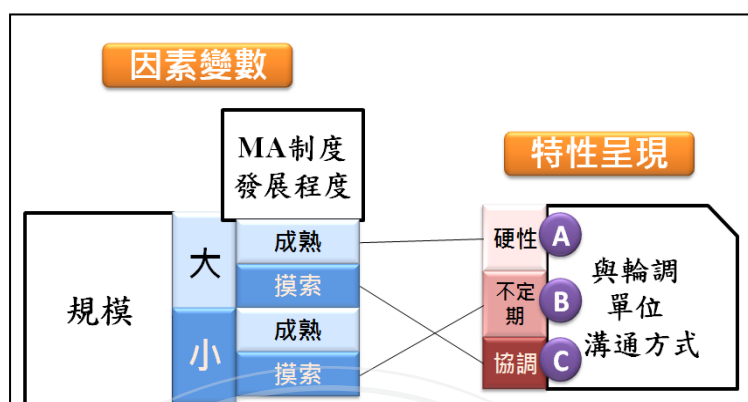 因素變數
MA制度
發展程度
特性呈現
規模
大
成熟
摸索
小
成熟
摸索
硬性
A
不定
期
B
協調
C
與輪調
單位
溝通方式